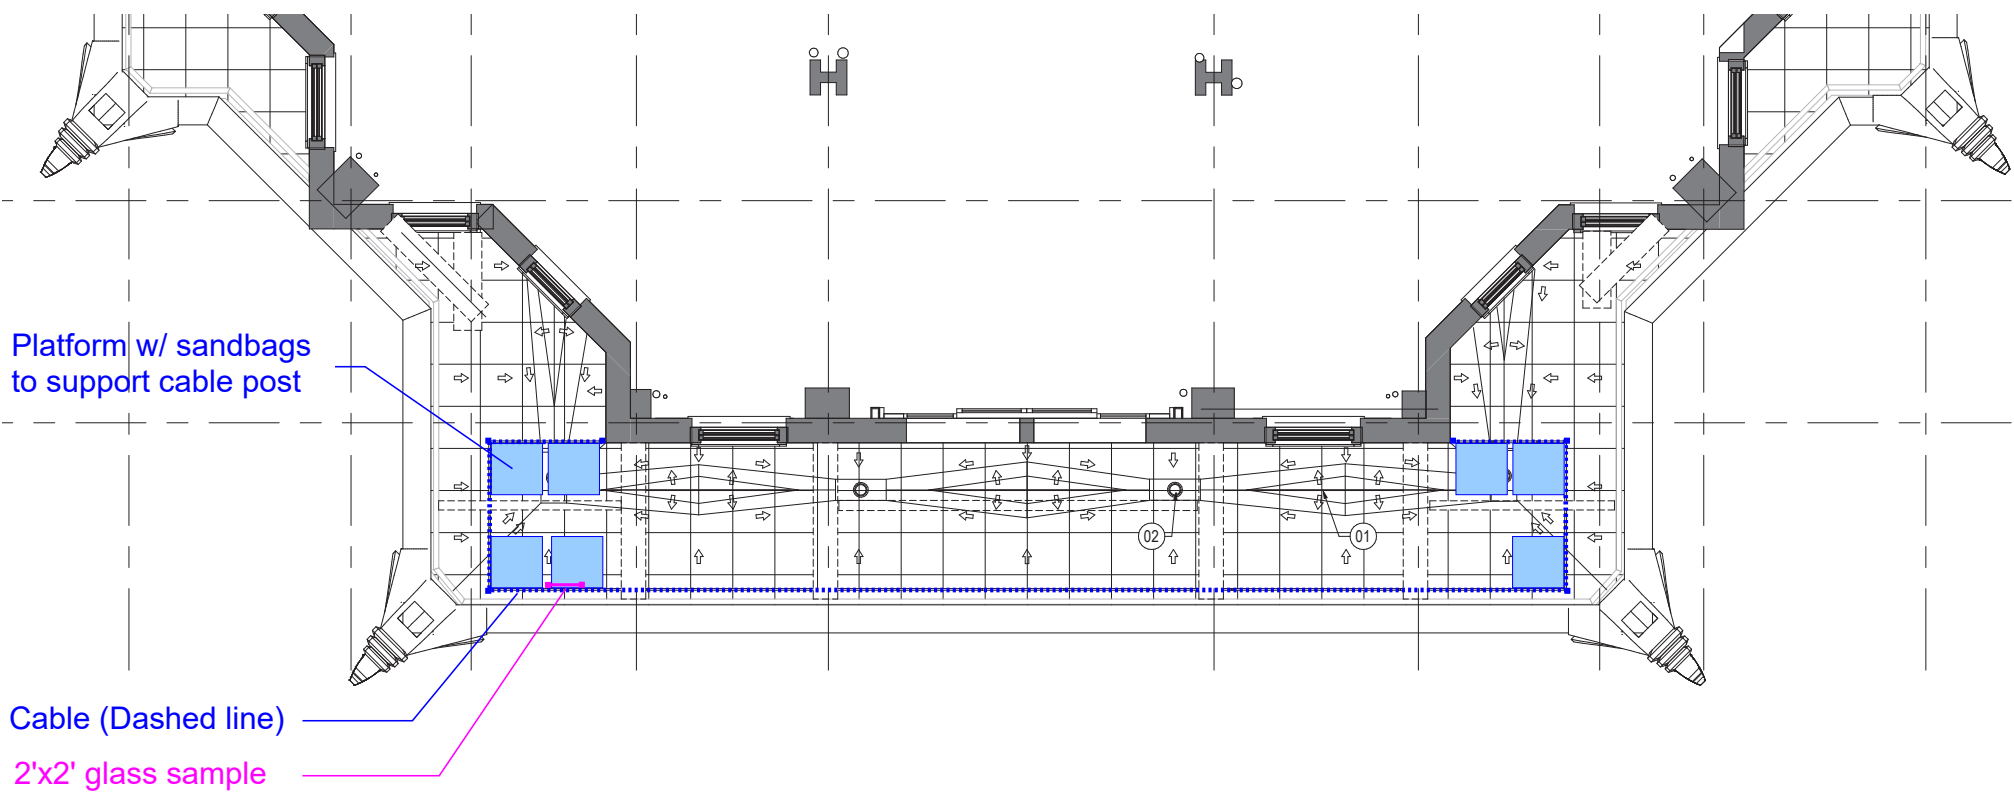 Platform w/ sandbags
to support cable post
02
01
Cable (Dashed line)
2'x2' glass sample